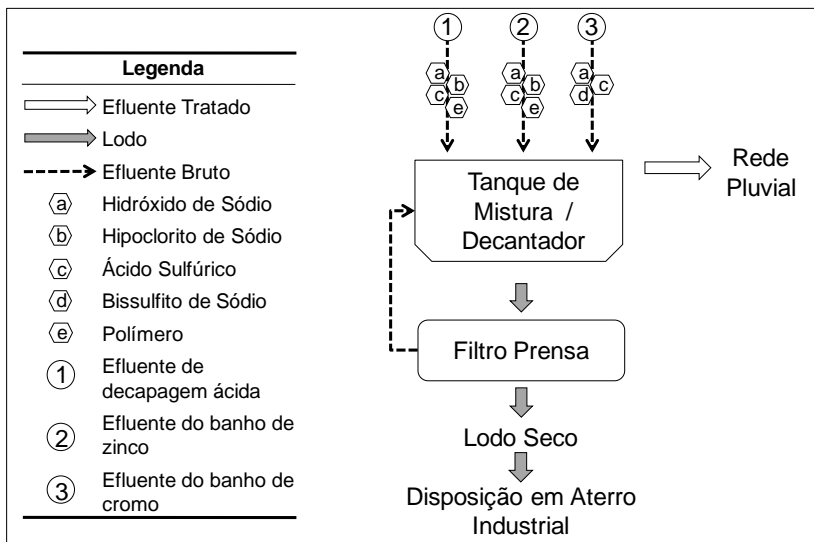 Legenda
Efluente Tratado
Lodo
Efluente Bruto
a Hidróxido de Sódio
b Hipoclorito de Sódio
c Ácido Sulfúrico
d Bissulfito de Sódio
e Polímero
1 Efluente de
decapagem ácida
2 Efluente do banho de
zinco
3 Efluente do banho de
cromo
1 2 3
a b c e
a b c e
a c d
Tanque de
Mistura /
Decantador
Rede
Pluvial
Filtro Prensa
Lodo Seco
Disposição em Aterro
Industrial